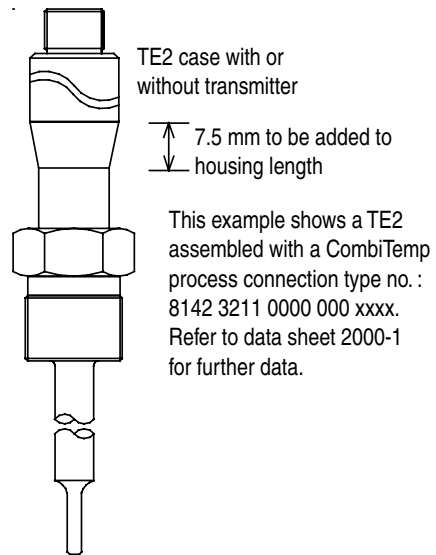 TE2 case with or
without transmitter
7.5 mm to be added to
housing length
This example shows a TE2
assembled with a CombiTemp
process connection type no. :
8142 3211 0000 000 xxxx.
Refer to data sheet 2000-1
for further data.